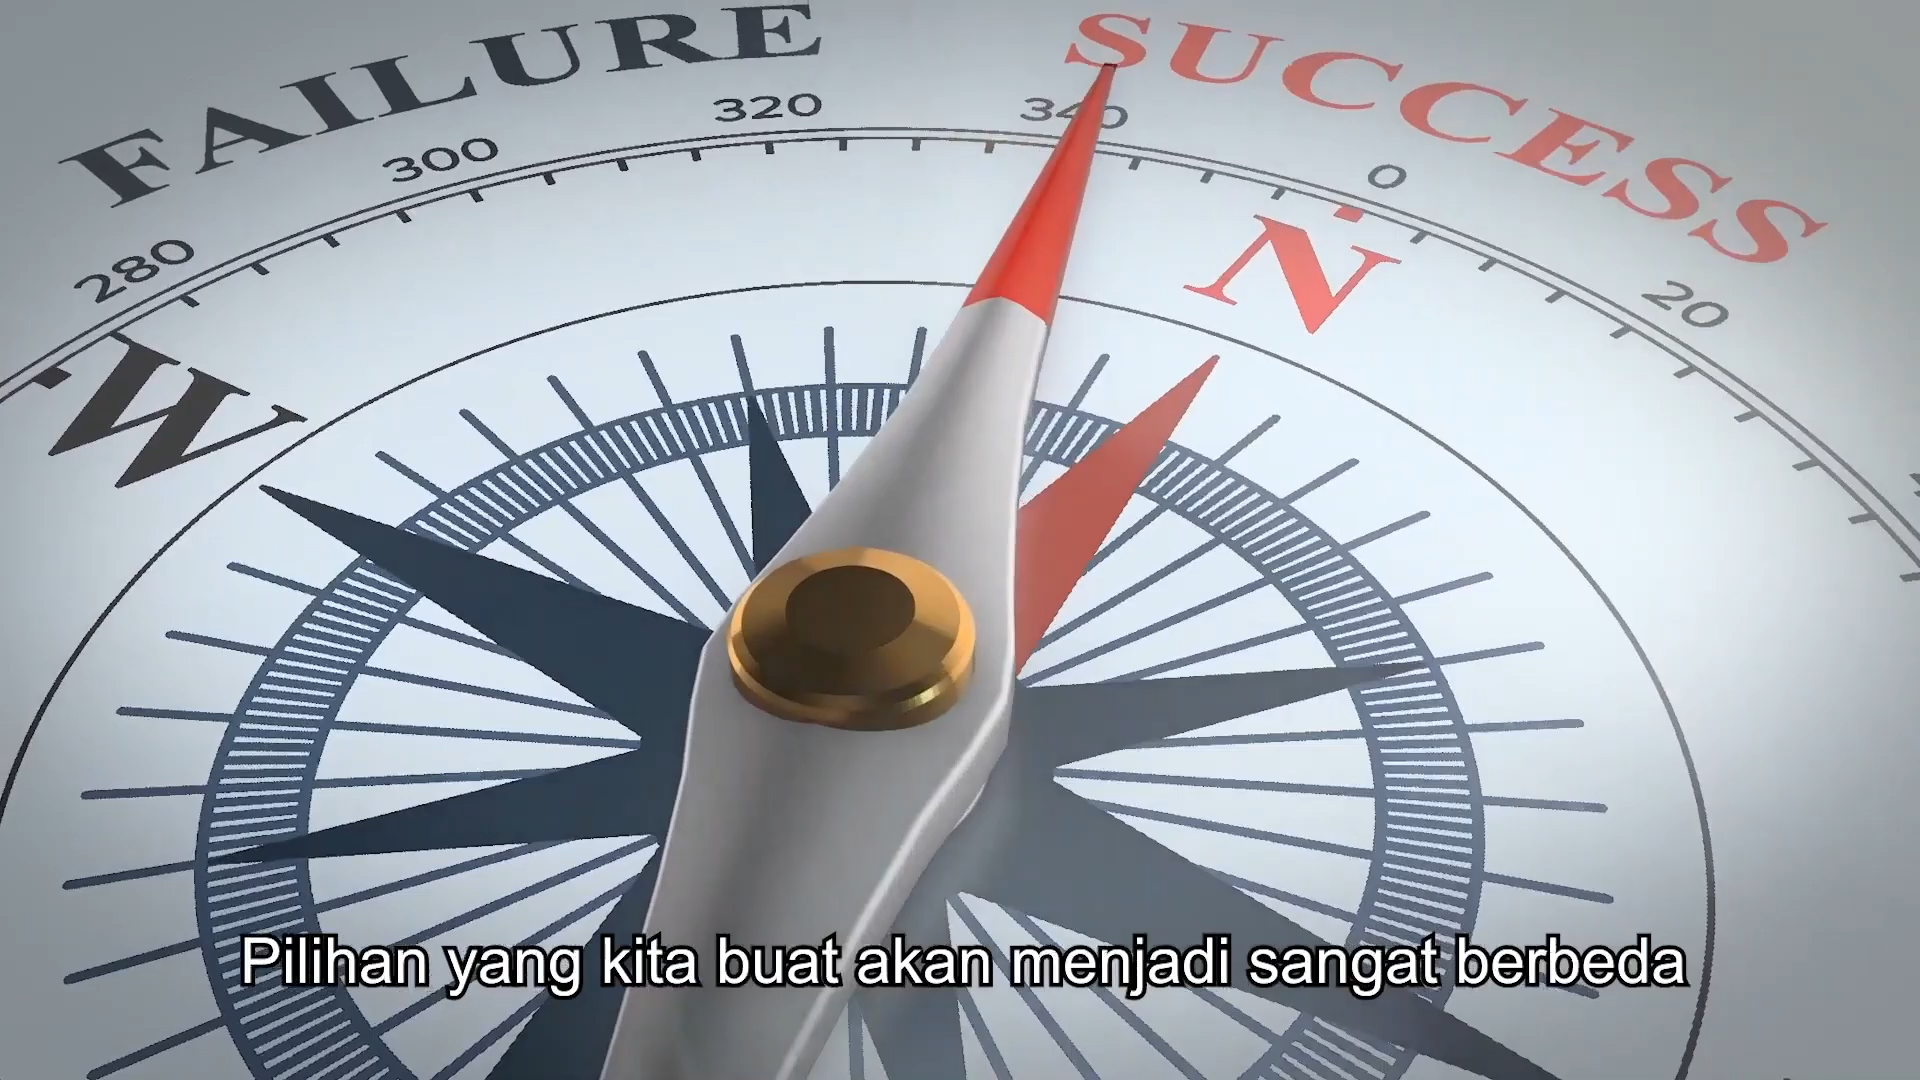 FAILURE
SUCCESS
280
300
320
340
0
20
W
N
Pilihan yang kita buat akan menjadi sangat berbeda